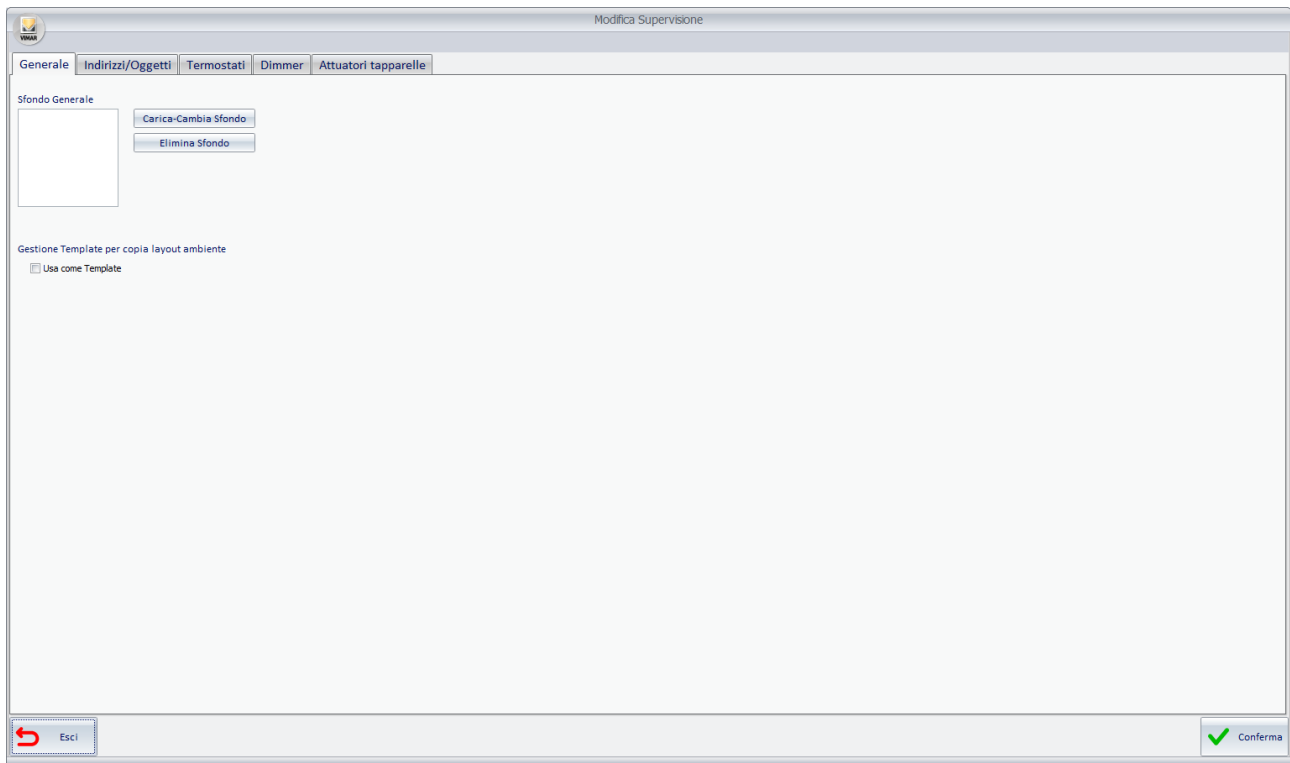 Modifica Supervisione
VIMAR
Generale Indirizzi/Oggetti Termostati Dimmer Attuatori tapparelle
Sfondo Generale
Carica-Cambia Sfondo
Elimina Sfondo
Gestione Template per copia layout ambiente
Usa come Template
Esci
Conferma